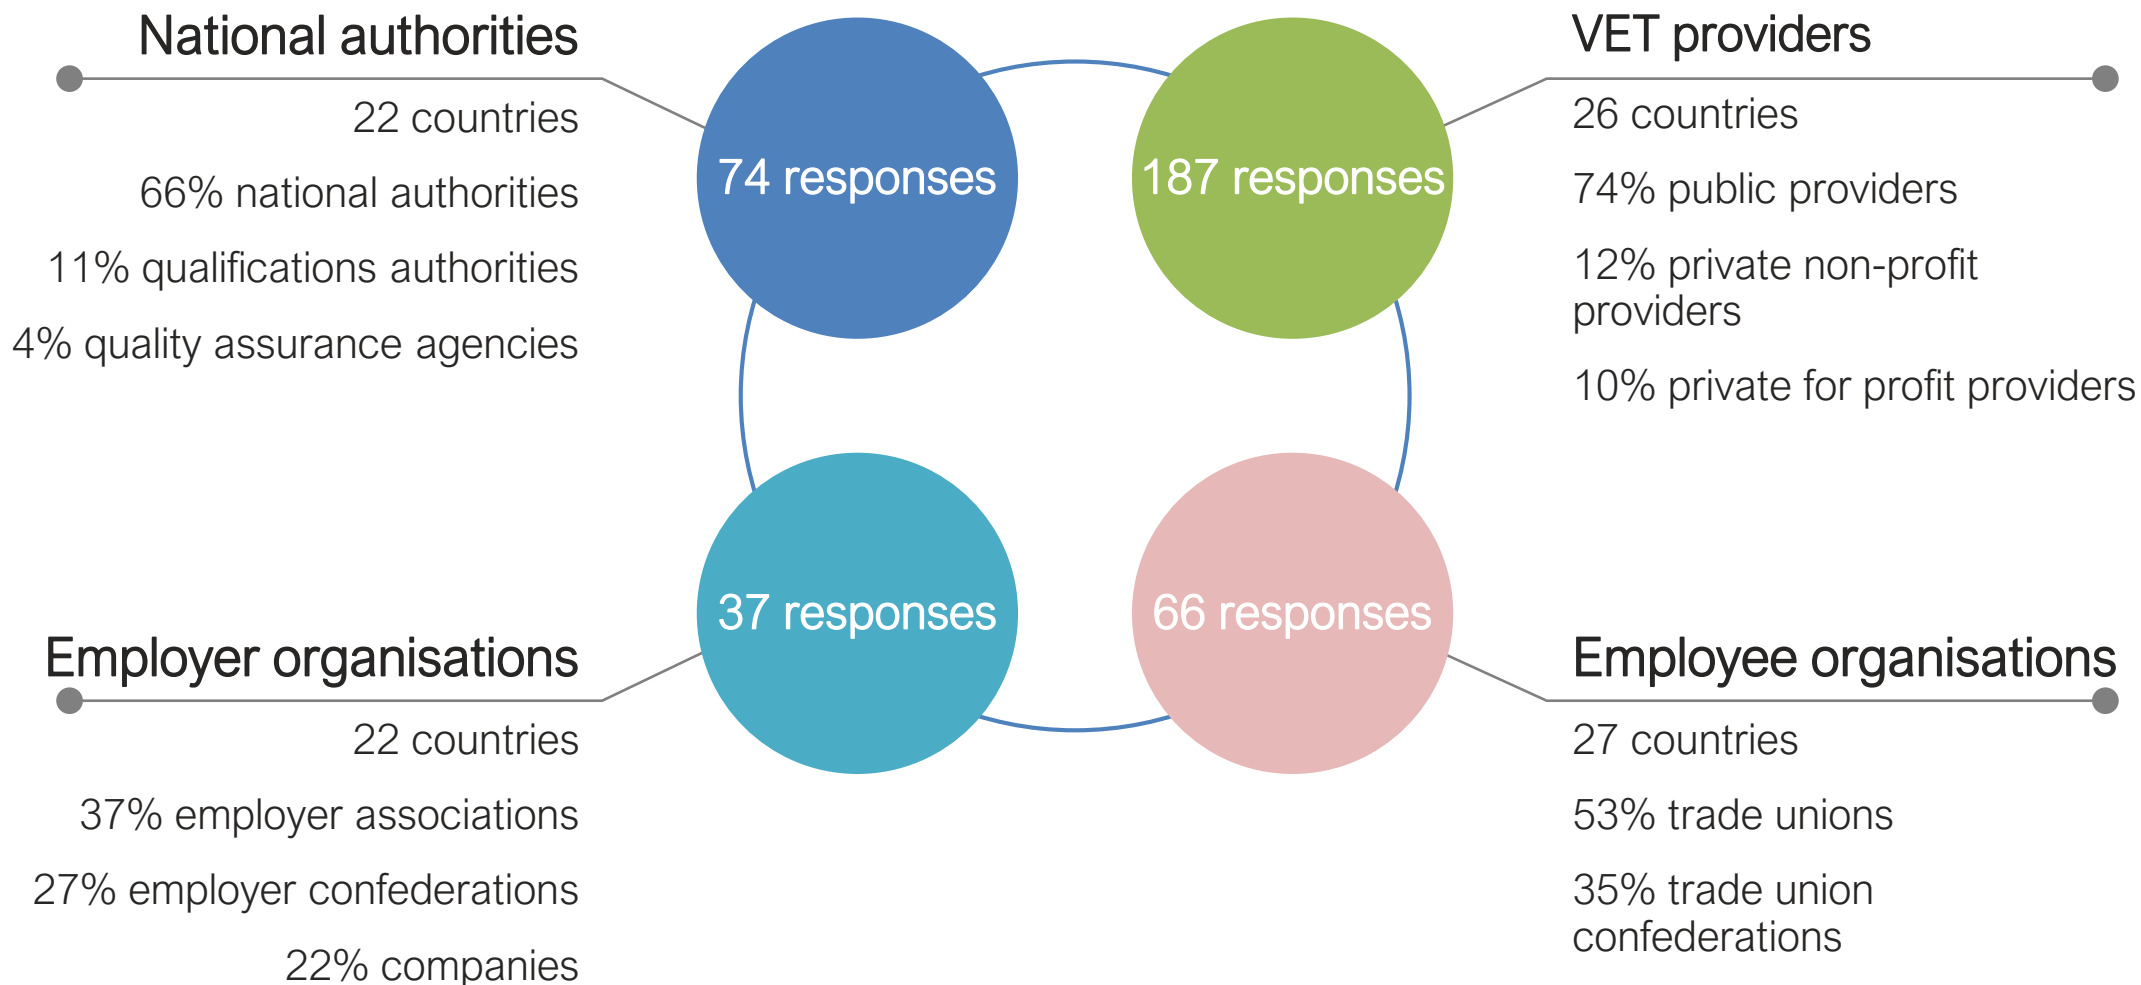 National authorities
22 countries
66% national authorities
11% qualifications authorities
4% quality assurance agencies
74 responses
187 responses
VET providers
26 countries
74% public providers
12% private non-profit
providers
10% private for profit providers
Employer organisations
22 countries
37% employer associations
27% employer confederations
22% companies
37 responses
66 responses
Employee organisations
27 countries
53% trade unions
35% trade union
confederations